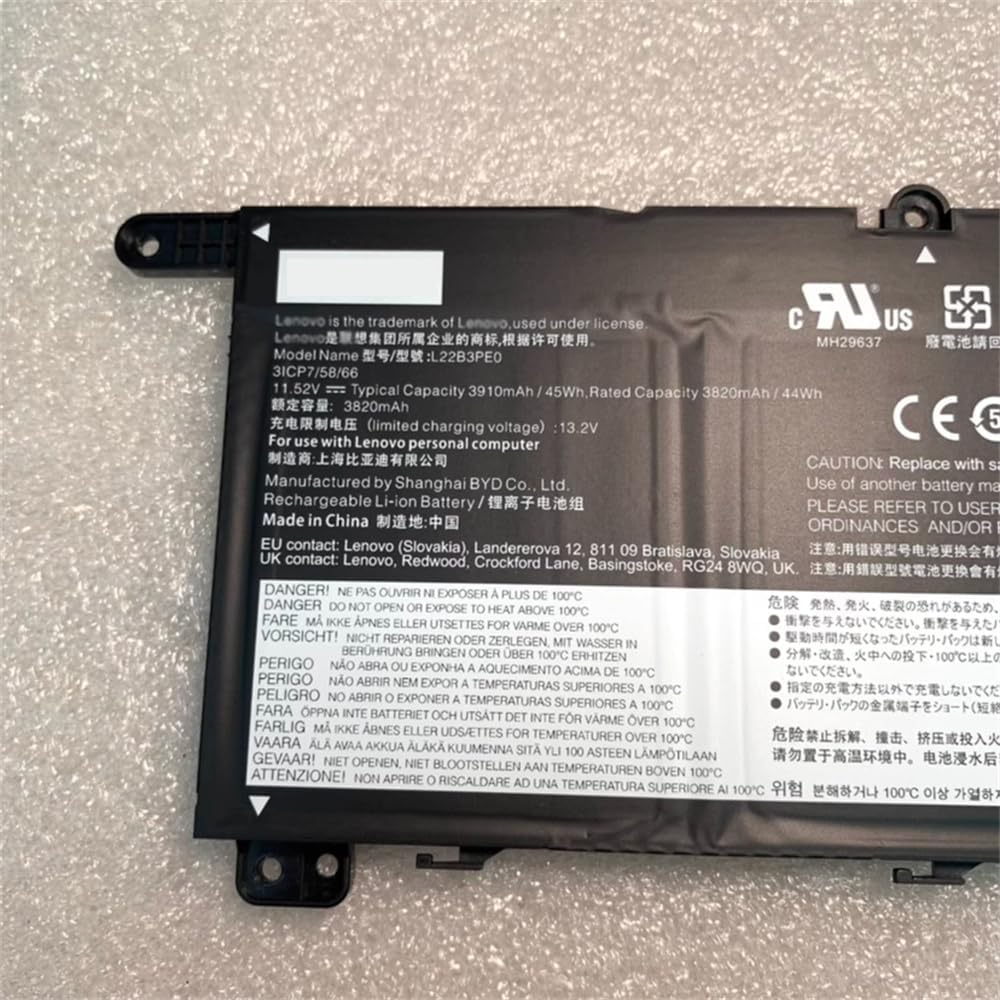 Lenovo is the trademark of Lenovo,used under license.
Lenovo是联想集团所属企业的商标,根据许可使用。
Model Name 型号/型號:L22B3PE0
3ICP7/58/66
11.52V ⎓ Typical Capacity 3910mAh / 45Wh,Rated Capacity 3820mAh / 44Wh
额定容量: 3820mAh
充电限制电压 (limited charging voltage) :13.2V
For use with Lenovo personal computer
制造商:上海比亚迪有限公司
Manufactured by Shanghai BYD Co., Ltd.
Rechargeable Li-ion Battery / 锂离子电池组
Made in China 制造地:中国
EU contact: Lenovo (Slovakia), Landererova 12, 811 09 Bratislava, Slovakia
UK contact: Lenovo, Redwood, Crockford Lane, Basingstoke, RG24 8WQ, UK.
C RU ® US
MH29637
廢電池請回
CE 5
CAUTION: Replace with sa
Use of another battery ma
PLEASE REFER TO USER
ORDINANCES AND/OR
注意:用错误型号电池更换会有
注意:用錯誤型號電池更換會有
DANGER! NE PAS OUVRIR NI EXPOSER À PLUS DE 100°C
DANGER DO NOT OPEN OR EXPOSE TO HEAT ABOVE 100°C
FARE MÅ IKKE ÅPNES ELLER UTSETTES FOR VARME OVER 100°C
VORSICHT! NICHT REPARIEREN ODER ZERLEGEN, MIT WASSER IN
BERÜHRUNG BRINGEN ODER ÜBER 100°C ERHITZEN
PERIGO NÃO ABRA OU EXPONHA A AQUECIMENTO ACIMA DE 100°C
PERIGO NÃO ABRIR NEM EXPOR A TEMPERATURAS SUPERIORES A 100°C
PELIGRO NO ABRIR O EXPONER A TEMPERATURAS SUPERIORES A 100°C
FARA ÖPPNA INTE BATTERIET OCH UTSÄTT DET INTE FÖR VÄRME ÖVER 100°C
FARLIG MÅ IKKE ÅBNES ELLER UDSÆTTES FOR TEMPERATURER OVER 100°C
VAARA ÄLÄ AVAA AKKUA ÄLÄKÄ KUUMENNA SITÄ YLI 100 ASTEEN LÄMPÖTILAAN
GEVAAR! NIET OPENEN, NIET BLOOTSTELLEN AAN TEMPERATUREN BOVEN 100°C
ATTENZIONE! NON APRIRE O RISCALDARE AD UNA TEMPERATURA SUPERIORE AI 100°C
危険 発熱、発火、破裂の恐れがあるため、
● 衝撃を与えないでください。衝撃を与えた
● 駆動時間が短くなったバッテリ・パックは新し
● 分解・改造、火中への投下・100°C以上の
ないでください。
● 指定の充電方法以外で充電しないでくだ
● バッテリ・パックの金属端子をショート(短絡
危险 禁止拆解、撞击、挤压或投入火
请勿置于高温环境中。电池浸水后
위험 분해하거나 100°C 이상 가열하지